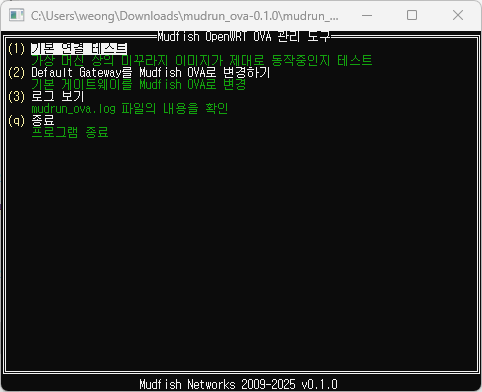 C:\Users\weong\Downloads\mudrun_ova-0.1.0\mudrun_...
Mudfish OpenWRT OVA 관리 도구
(1) 기본 연결 테스트
가상 머신 상의 미꾸라지 이미지가 제대로 동작중인지 테스트
(2) Default Gateway를 Mudfish OVA로 변경하기
기본 게이트웨이를 Mudfish OVA로 변경
(3) 로그 보기
mudrun_ova.log 파일의 내용을 확인
(q) 종료
프로그램 종료
Mudfish Networks 2009-2025 v0.1.0